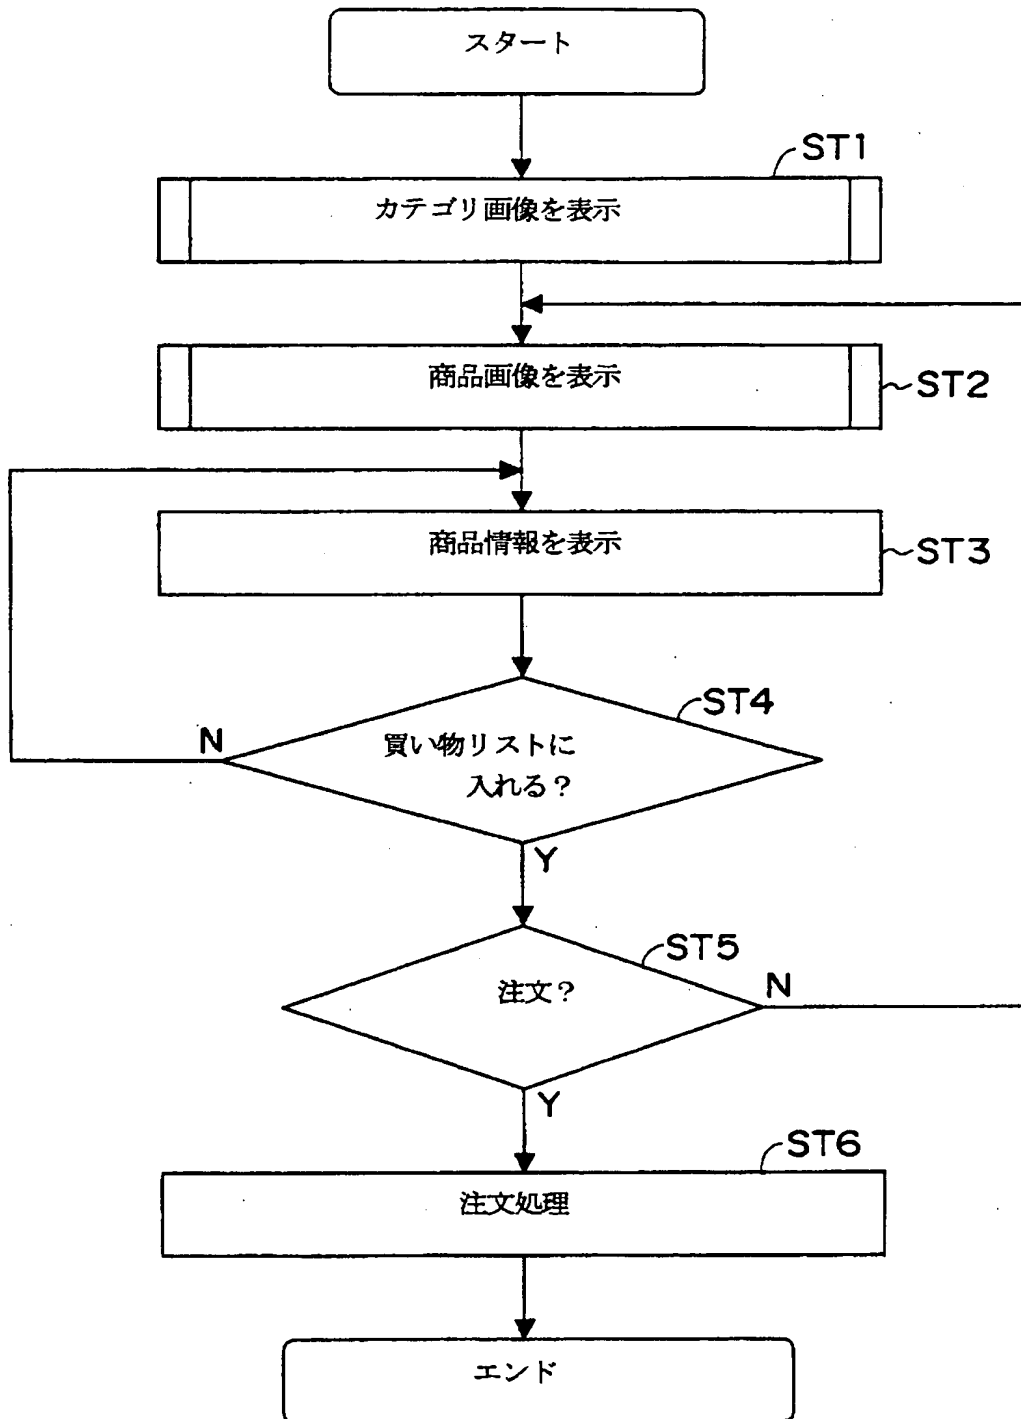 スタート
ST1
カテゴリ画像を表示
商品画像を表示
ST2
商品情報を表示
ST3
ST4
N
買い物リストに
入れる？
Y
ST5
注文？
N
Y
ST6
注文処理
エンド